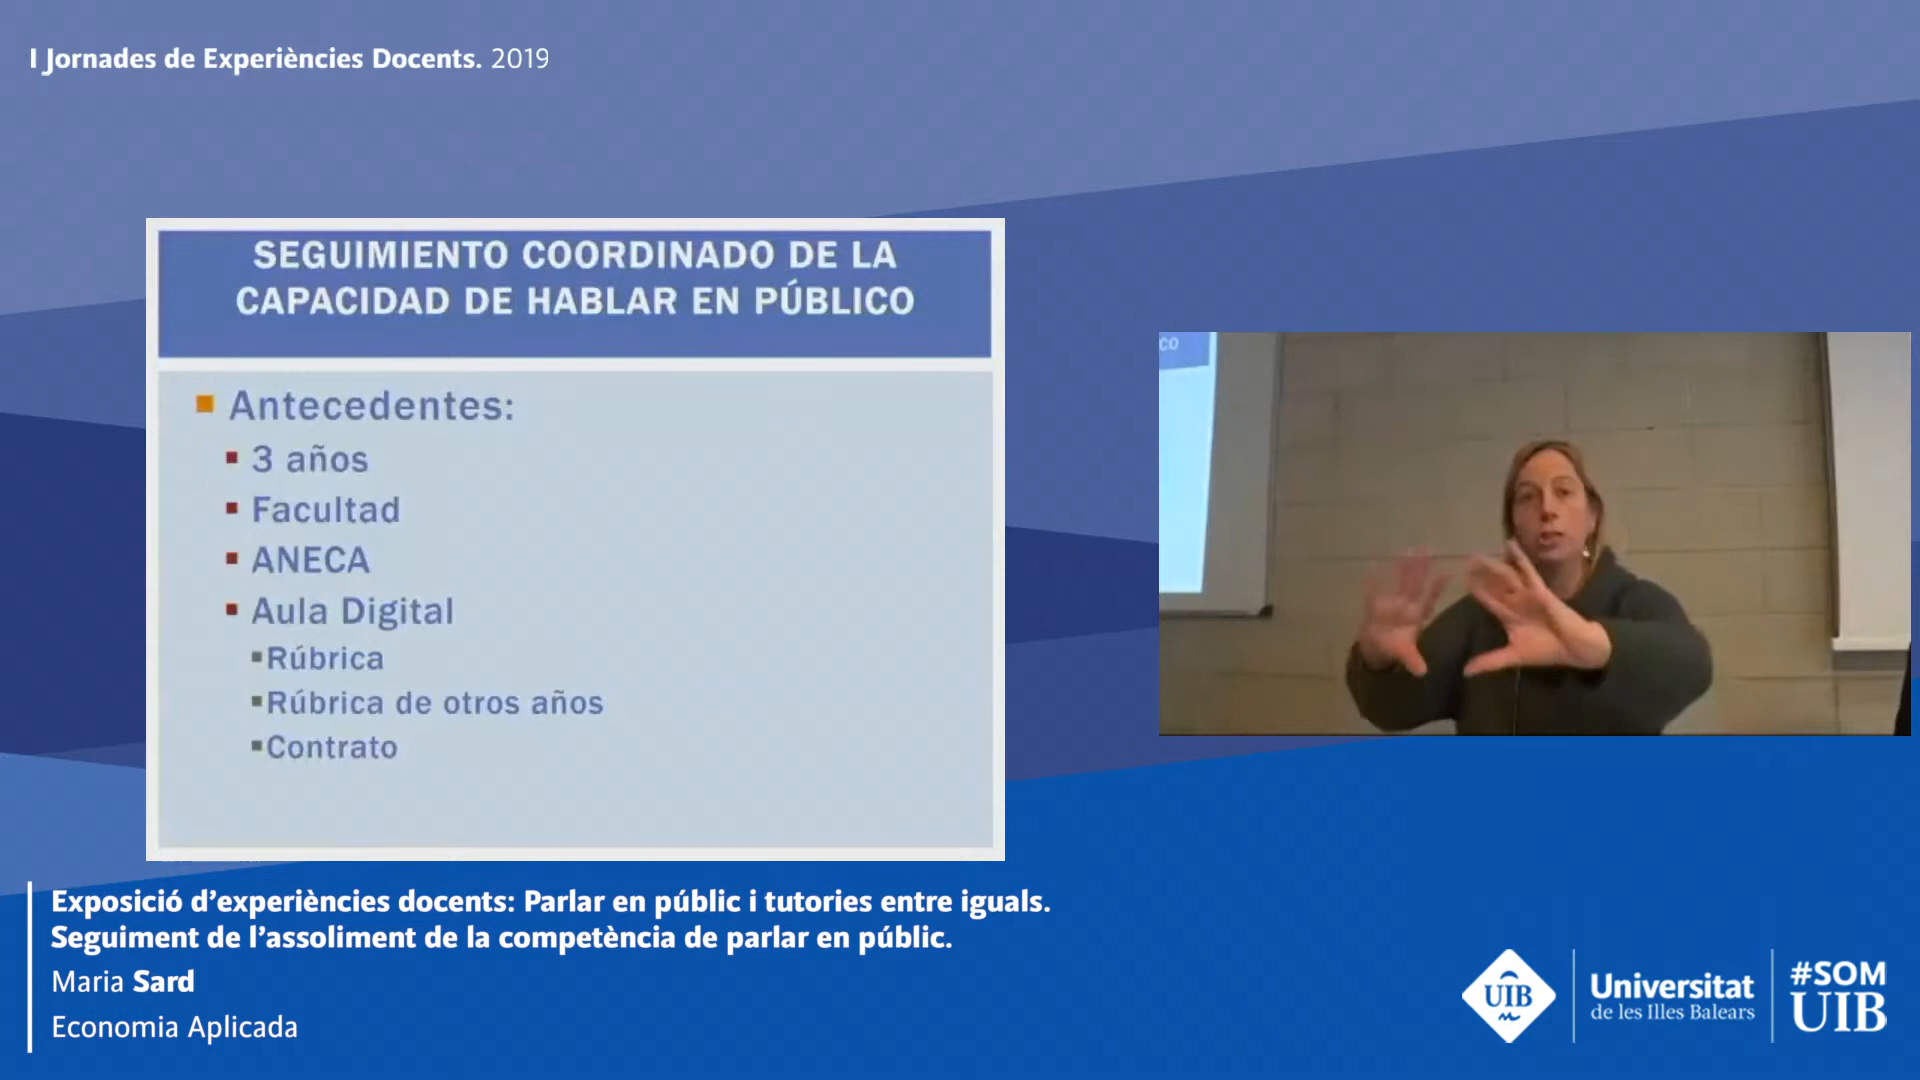 I Jornades de Experiències Docents. 2019
SEGUIMIENTO COORDINADO DE LA
CAPACIDAD DE HABLAR EN PÚBLICO
Antecedentes:
3 años
Facultad
ANECA
Aula Digital
Rúbrica
Rúbrica de otros años
Contrato
CO
Exposició d’experiències docents: Parlar en públic i tutories entre iguals.
Seguiment de l’assoliment de la competència de parlar en públic.
Maria Sard
Economia Aplicada
UIB
Universitat
de les Illes Balears
#SOM
UIB